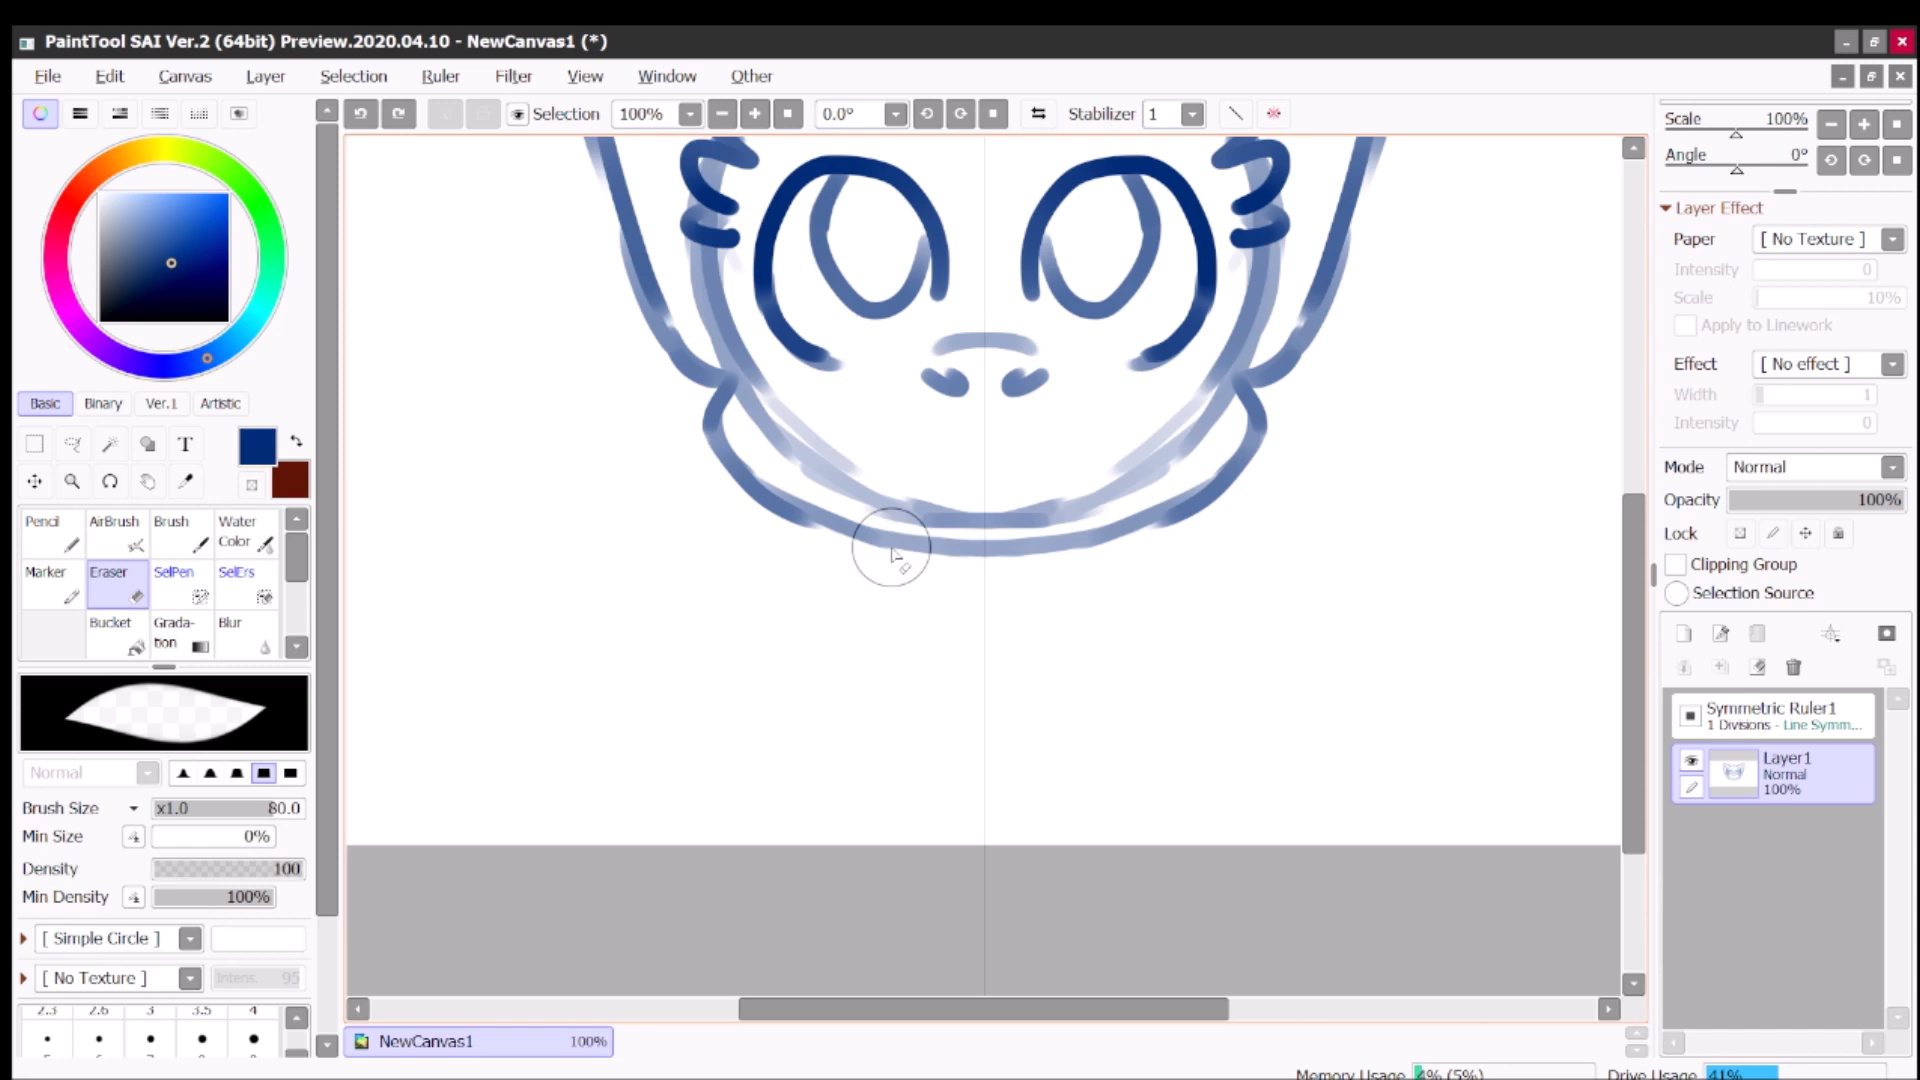 PaintTool SAI Ver.2 (64bit) Preview.2020.04.10 - NewCanvas1 (*)
File Edit Canvas Layer Selection Ruler Filter View Window Other
Selection 100% 0.0° Stabilizer 1
Scale 100%
Angle 0°
Layer Effect
Paper [ No Texture ]
Intensity 0
Scale 10%
Apply to Linework
Effect [ No effect ]
Width 1
Intensity 0
Mode Normal
Opacity 100%
Lock
Clipping Group
Selection Source
Symmetric Ruler1
1 Divisions - Line Symm...
Layer1
Normal
100%
Basic Binary Ver.1 Artistic
T
Pencil AirBrush Brush Water Color
Marker Eraser SelPen SelErs
Bucket Grada-tion Blur
Normal
Brush Size x1.0 80.0
Min Size 0%
Density 100
Min Density 100%
[ Simple Circle ]
[ No Texture ] Intens. 95
2.3 2.6 3 3.5 4
NewCanvas1 100%
Memory Usage 4% (5%) Drive Usage 41%